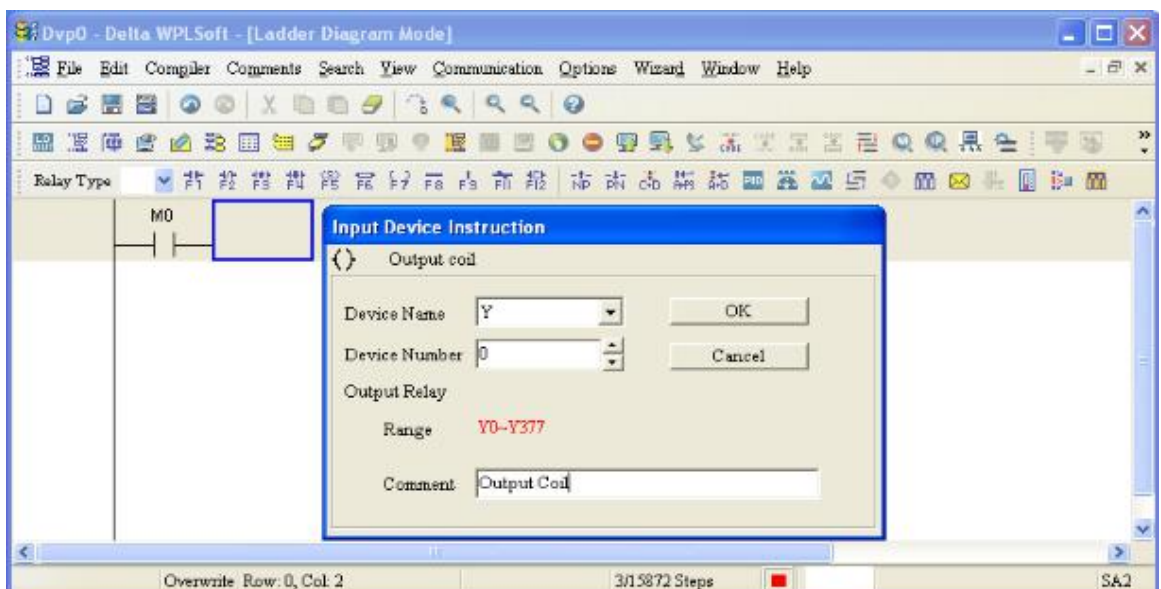 Dvp0 - Delta WPLSoft - [Ladder Diagram Mode]
File Edit Compiler Comments Search View Communication Options Wizard Window Help
Relay Type
M0
Input Device Instruction
Output coil
Device Name Y OK
Device Number 0 Cancel
Output Relay
Range Y0~Y377
Comment Output Coil
Overwrite Row: 0, Col: 2 3/15872 Steps SA2